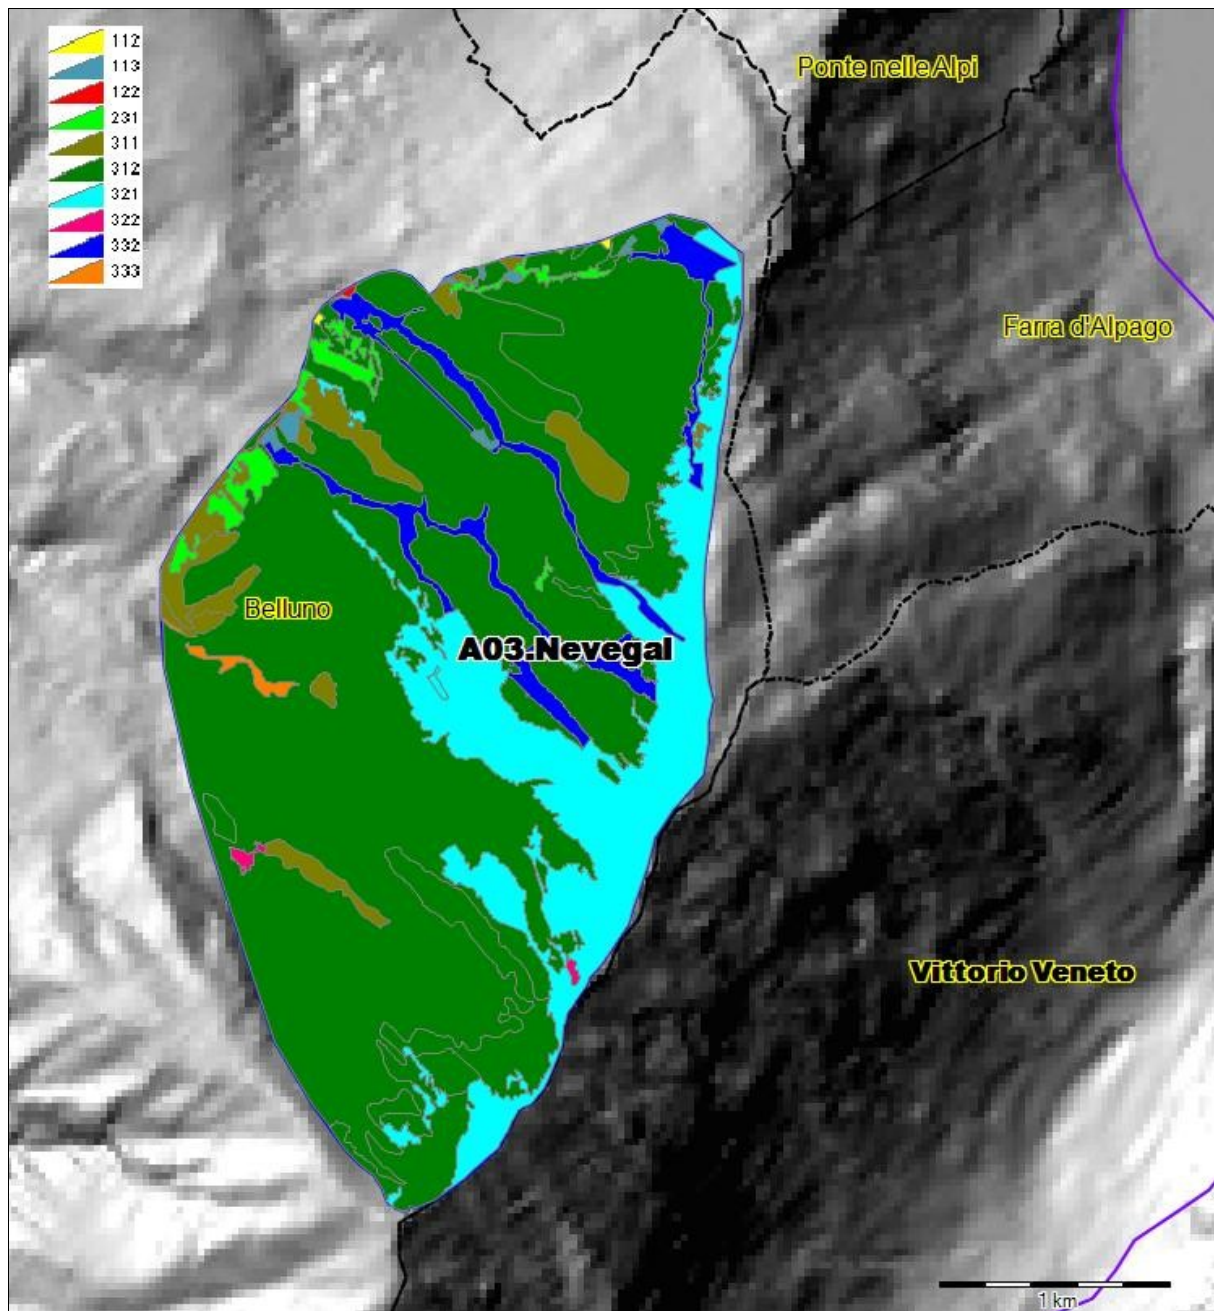 112
113
122
231
311
312
321
322
332
333
Ponte nelle Alpi
Farra d'Alpago
Belluno
A03.Nevegal
Vittorio Veneto
1 km